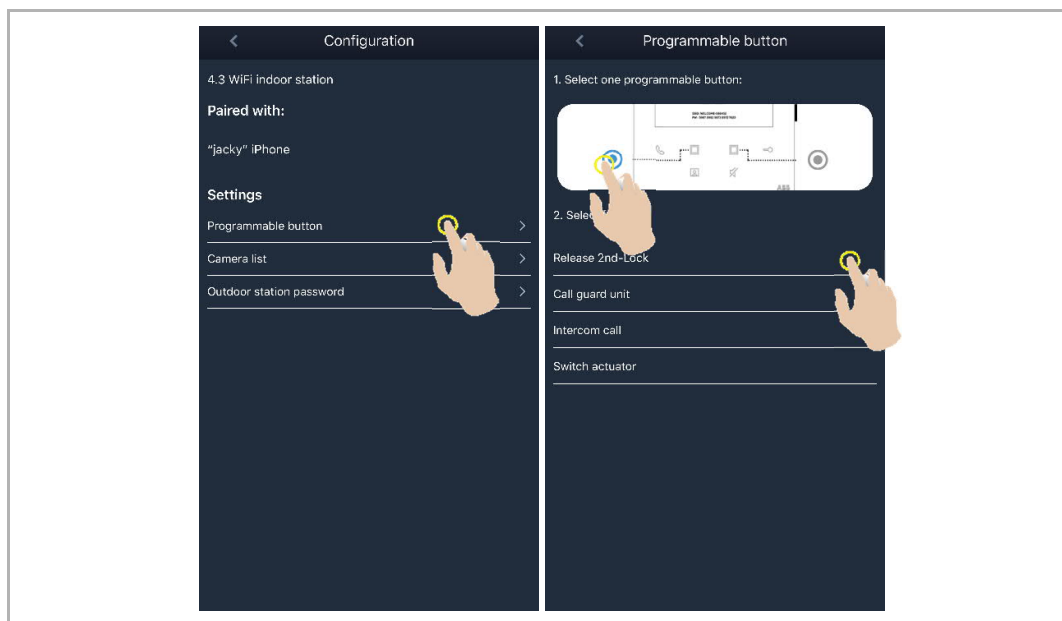 Configuration
4.3 WiFi indoor station
Paired with:
“jacky” iPhone
Settings
Programmable button
Camera list
Outdoor station password
Programmable button
1. Select one programmable button:
ABB
2. Selec
Release 2nd-Lock
Call guard unit
Intercom call
Switch actuator